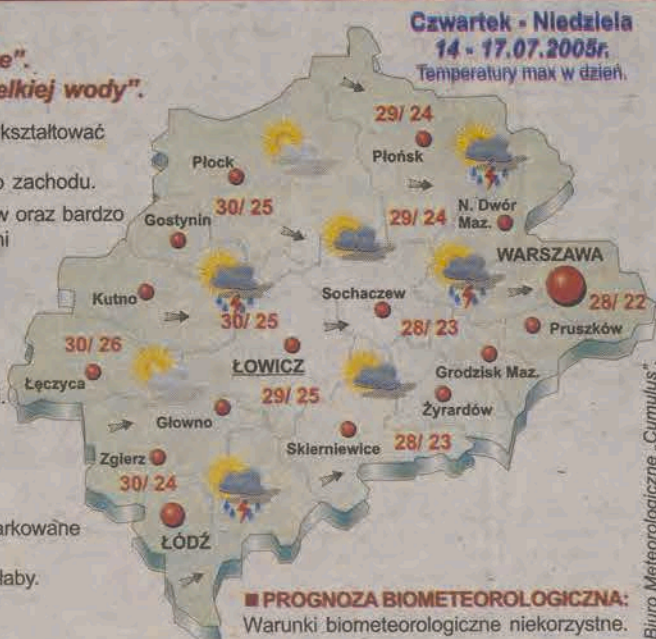 Czwartek - Niedziela
14 - 17.07.2005r.
Temperatury max w dzień.
e".
elkiej wody".
kształtować
o zachodu.
w oraz bardzo
ni
29/ 24
Płońsk
Płock
30/ 25
Gostynin
29/ 24
N. Dwór
Maz.
WARSZAWA
28/ 22
Pruszków
Kutno
30/ 25
Sochaczew
28/ 23
30/ 26
Łęczyca
ŁOWICZ
29/ 25
Grodzisk Maz.
Żyrardów
Głowno
Skierniewice
28/ 23
Zgierz
30/ 24
ŁÓDŹ
arkowane
łaby.
■ PROGNOZA BIOMETEOROLOGICZNA:
Warunki biometeorologiczne niekorzystne.
Biuro Meteorologiczne „Cumulus”